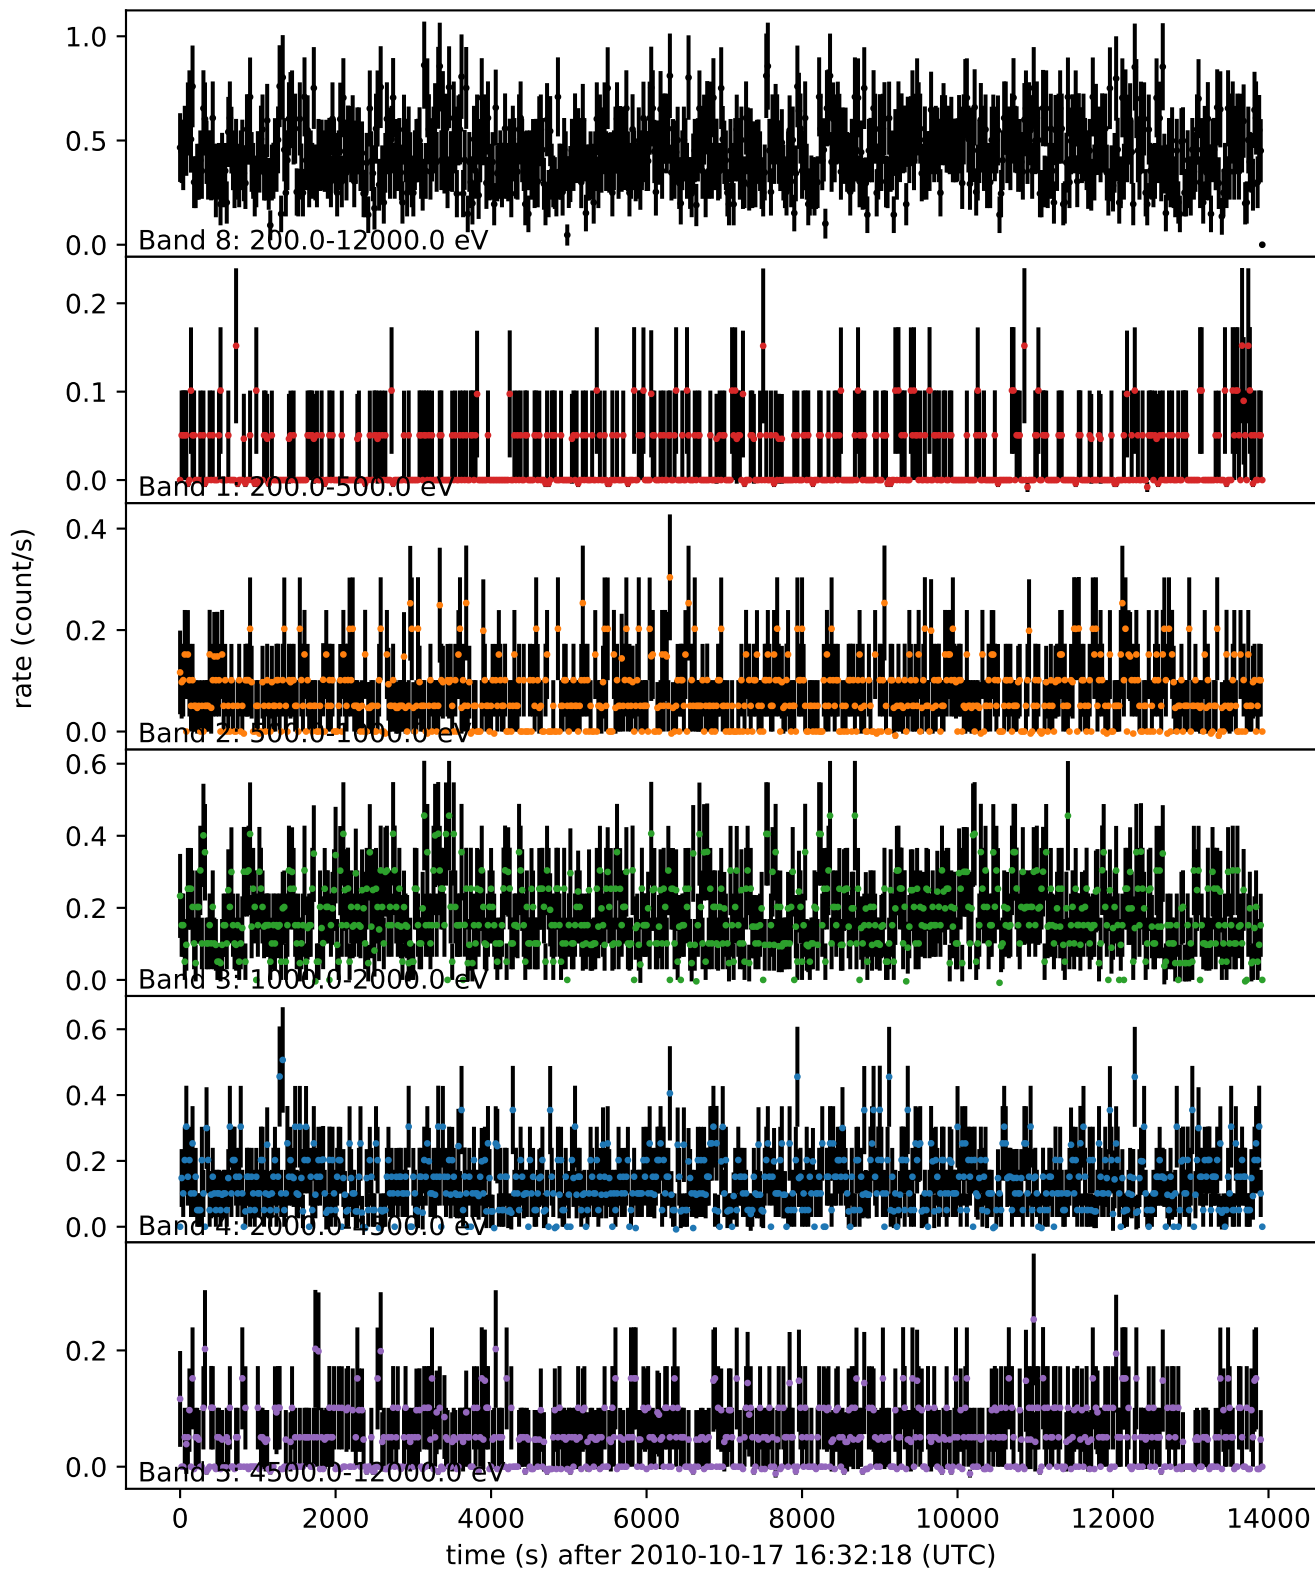 1.0
0.5
0.0
Band 8: 200.0-12000.0 eV
0.2
0.1
0.0
Band 1: 200.0-500.0 eV
0.4
0.2
0.0
Band 2: 500.0-1000.0 eV
rate (count/s)
0.6
0.4
0.2
0.0
Band 3: 1000.0-2000.0 eV
0.6
0.4
0.2
0.0
Band 4: 2000.0-4500.0 eV
0.2
0.0
Band 5: 4500.0-12000.0 eV
0 2000 4000 6000 8000 10000 12000 14000
time (s) after 2010-10-17 16:32:18 (UTC)